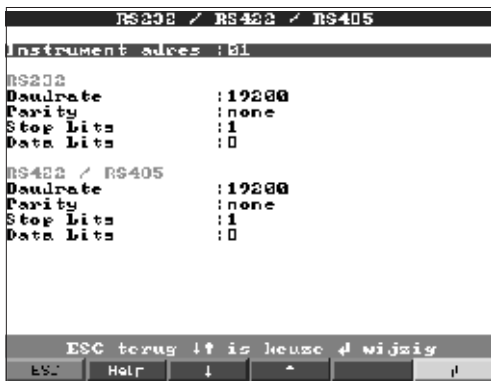 RS232 / RS422 / RS485
Instrument adres :01
RS232
Baudrate :19200
Parity :none
Stop bits :1
Data bits :8
RS422 / RS485
Baudrate :19200
Parity :none
Stop bits :1
Data bits :8
ESC terug ↓↑ is keuze ↲ wijzig
ESC Help ↓ ↑ ↲